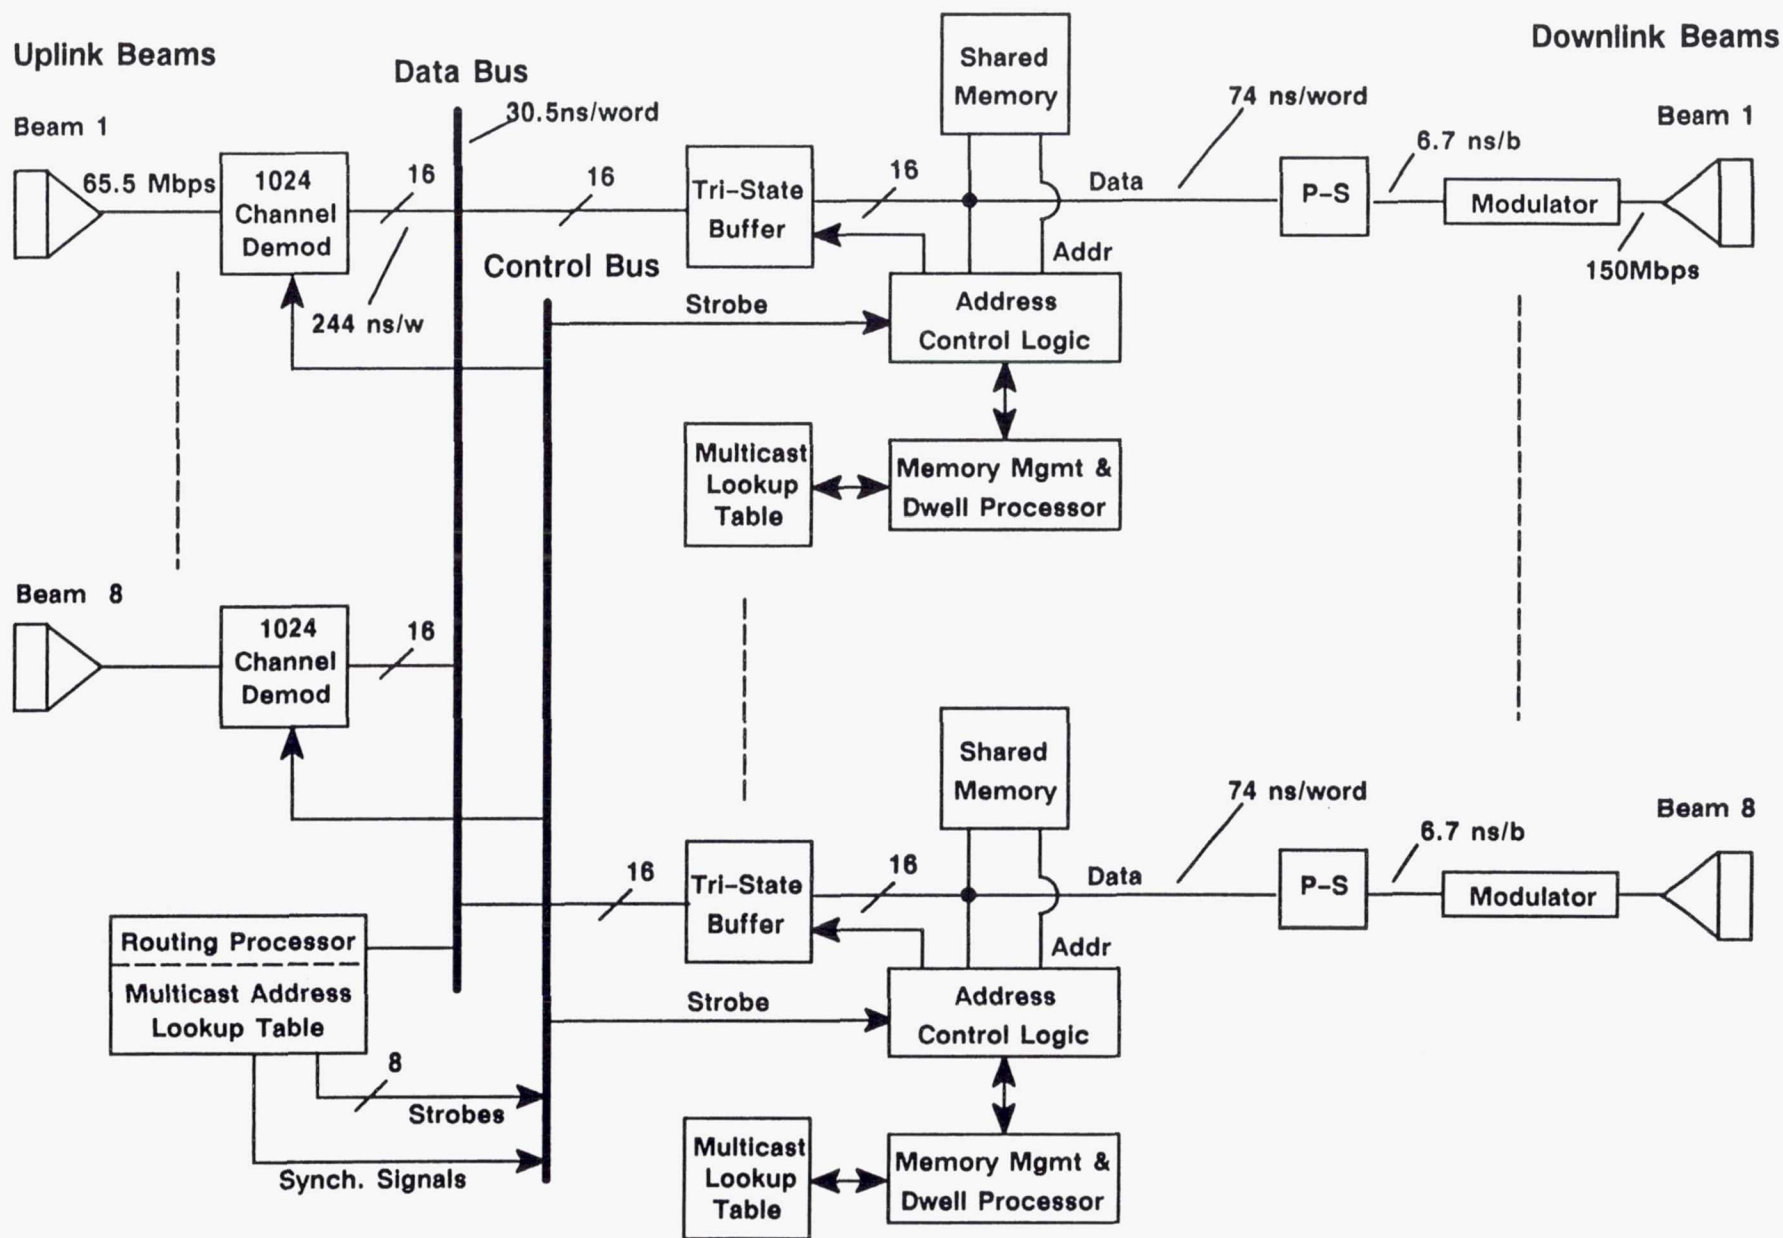 Uplink Beams
Data Bus
Downlink Beams
Beam 1
65.5 Mbps
1024
Channel
Demod
16
244 ns/w
30.5ns/word
16
Control Bus
Tri-State
Buffer
16
Shared
Memory
Data
Addr
74 ns/word
P-S
6.7 ns/b
Modulator
Beam 1
150Mbps
Strobe
Address
Control Logic
Multicast
Lookup
Table
Memory Mgmt &
Dwell Processor
Beam 8
1024
Channel
Demod
16
16
Tri-State
Buffer
16
Shared
Memory
Data
Addr
74 ns/word
P-S
6.7 ns/b
Modulator
Beam 8
Routing Processor
Multicast Address
Lookup Table
8
Strobes
Synch. Signals
Strobe
Address
Control Logic
Multicast
Lookup
Table
Memory Mgmt &
Dwell Processor